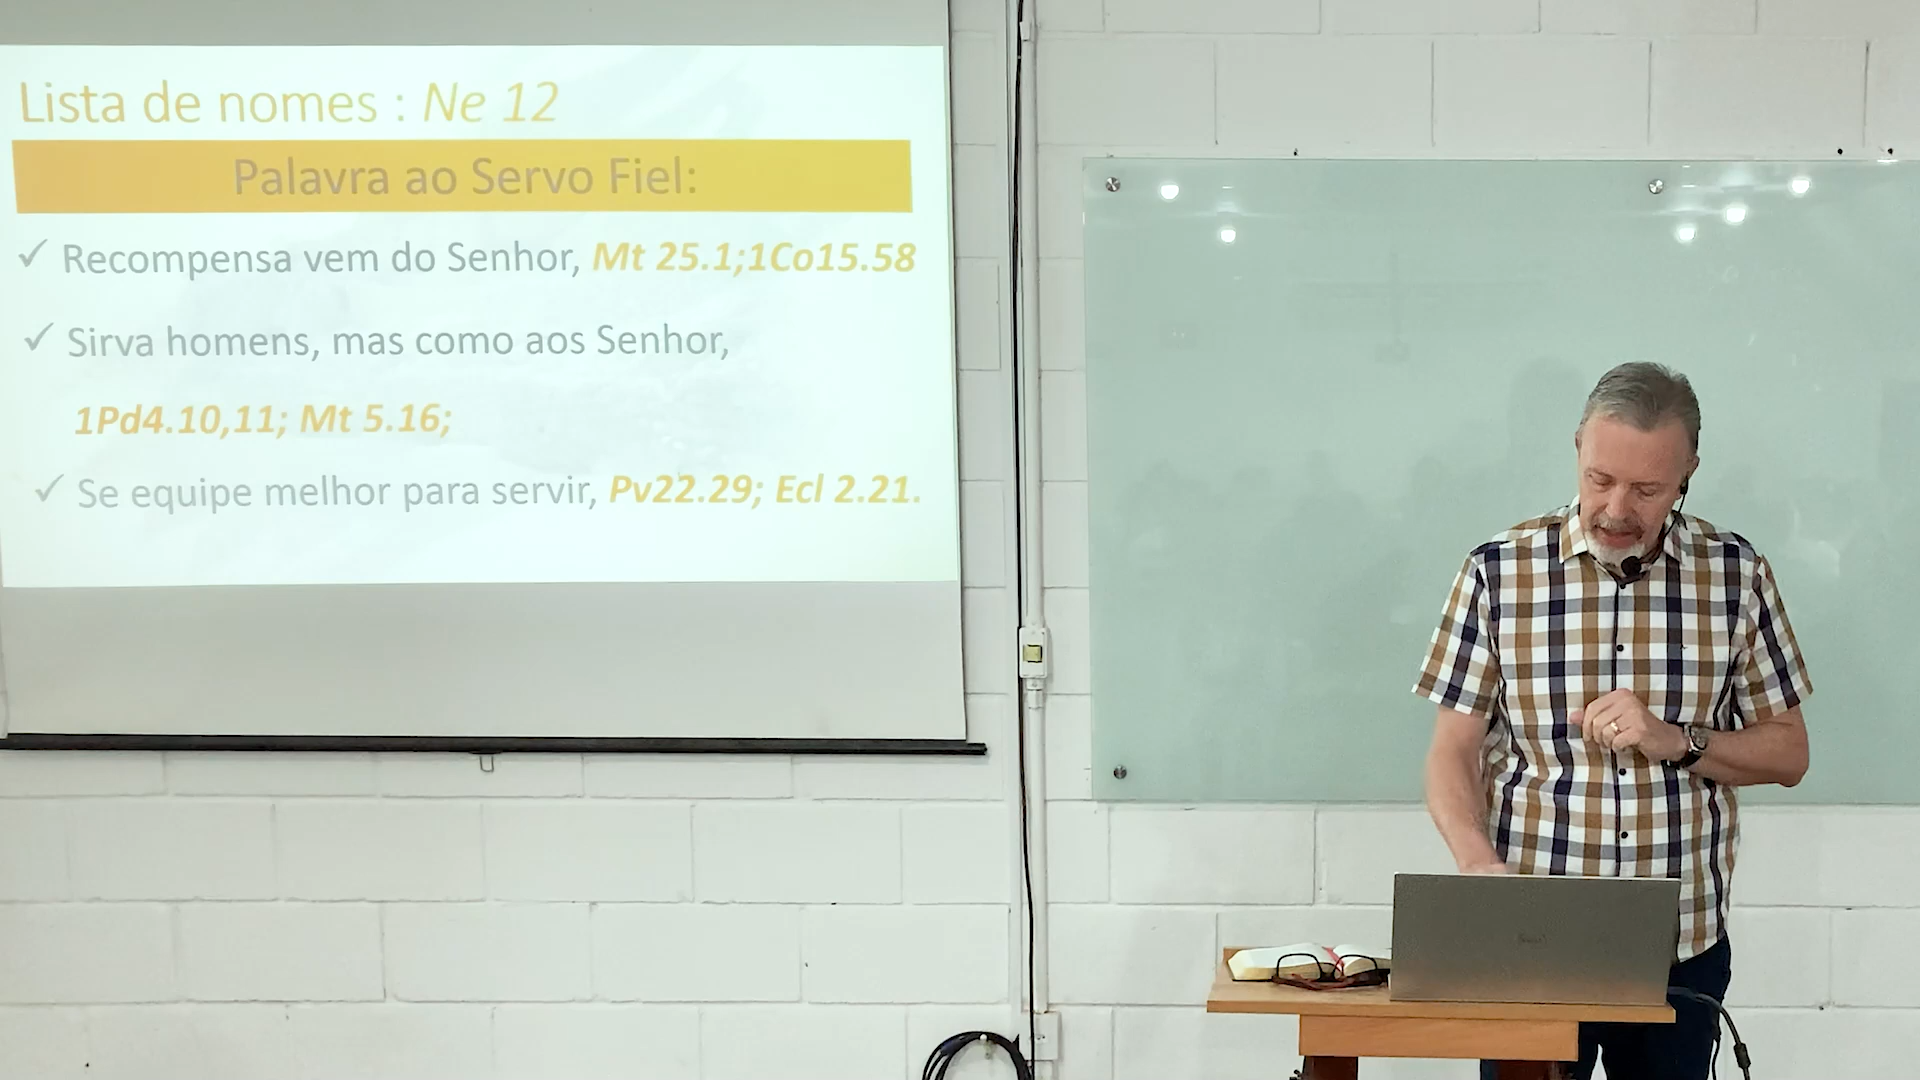 Lista de nomes : Ne 12
Palavra ao Servo Fiel:
✓ Recompensa vem do Senhor, Mt 25.1;1Co15.58
✓ Sirva homens, mas como aos Senhor,
1Pd4.10,11; Mt 5.16;
✓ Se equipe melhor para servir, Pv22.29; Ecl 2.21.